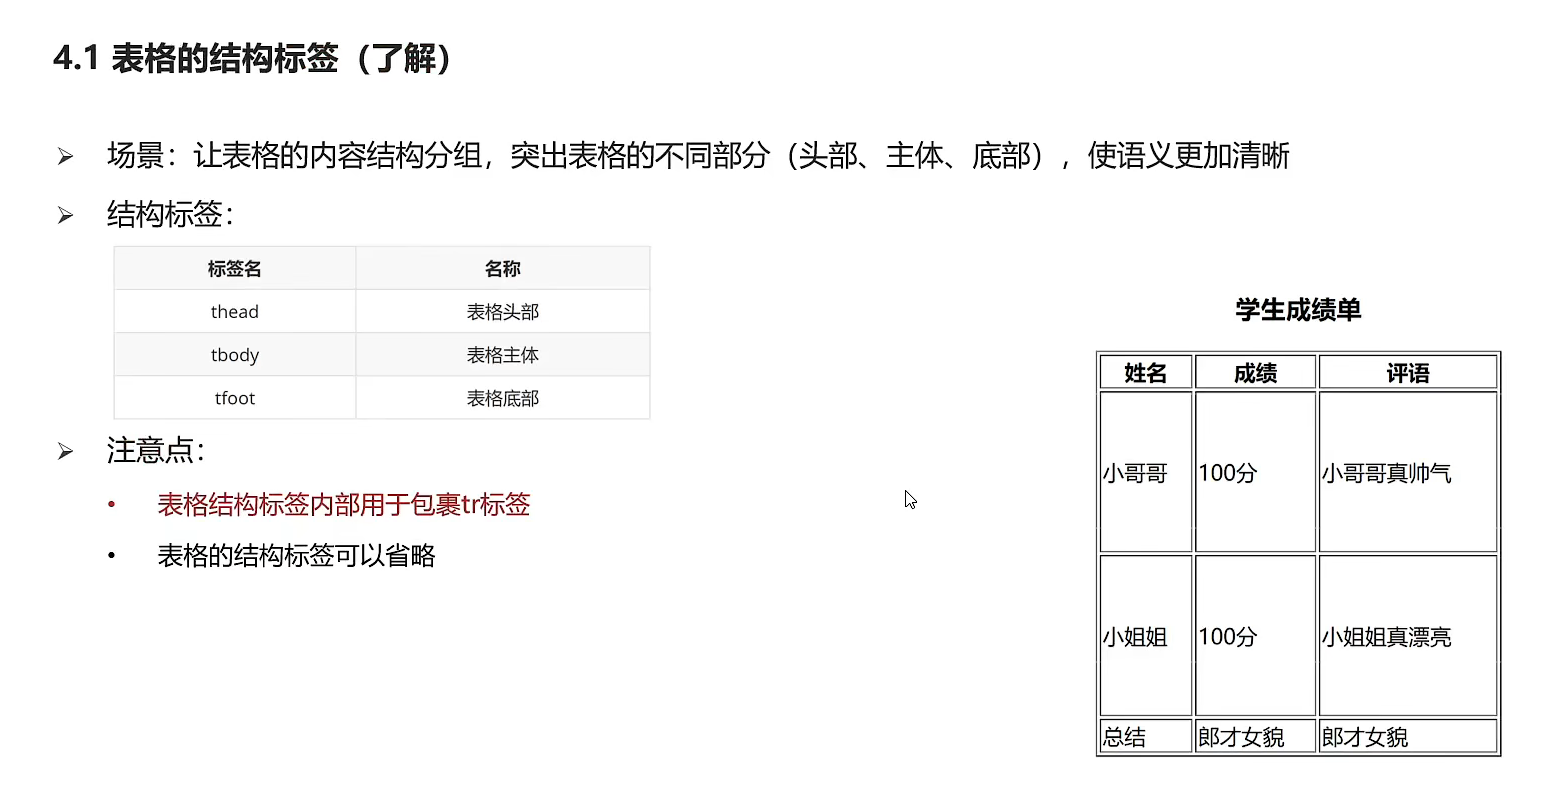 4.1 表格的结构标签（了解）
场景：让表格的内容结构分组，突出表格的不同部分（头部、主体、底部），使语义更加清晰
结构标签：
标签名 名称
thead 表格头部
tbody 表格主体
tfoot 表格底部
注意点：
表格结构标签内部用于包裹tr标签
表格的结构标签可以省略
学生成绩单
姓名 成绩 评语
小哥哥 100分 小哥哥真帅气
小姐姐 100分 小姐姐真漂亮
总结 郎才女貌 郎才女貌